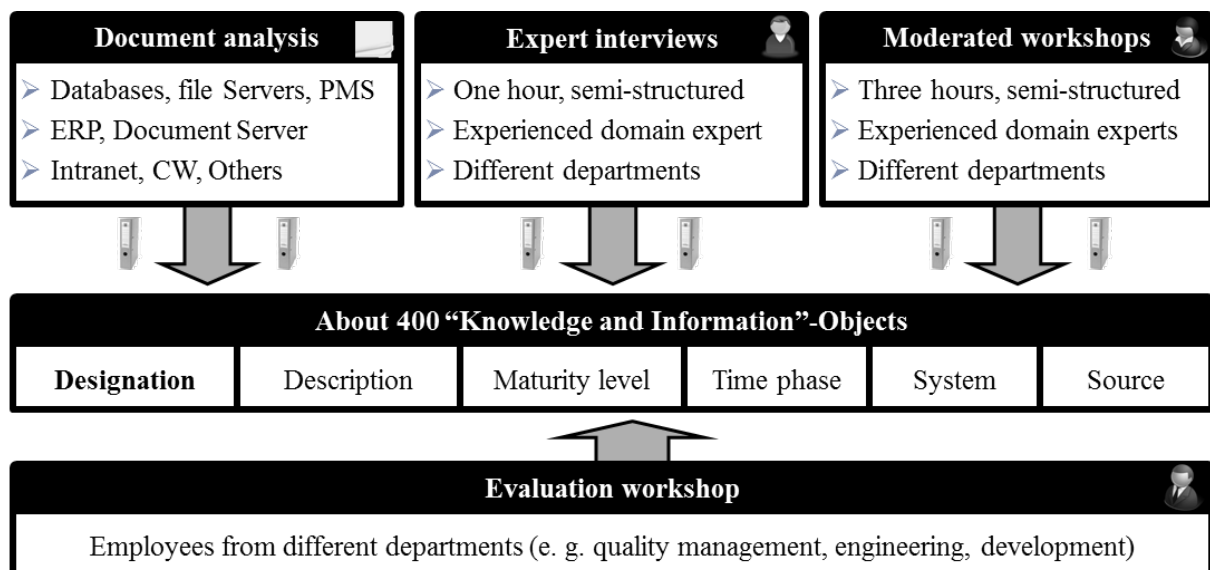 Document analysis
Databases, file Servers, PMS
ERP, Document Server
Intranet, CW, Others
Expert interviews
One hour, semi-structured
Experienced domain expert
Different departments
Moderated workshops
Three hours, semi-structured
Experienced domain experts
Different departments
About 400 “Knowledge and Information”-Objects
Designation
Description
Maturity level
Time phase
System
Source
Evaluation workshop
Employees from different departments (e. g. quality management, engineering, development)